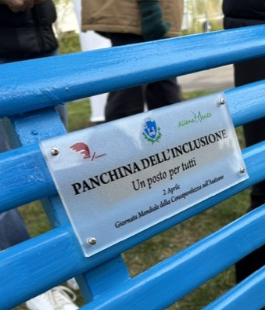 PANCHINA DELL'INCLUSIONE
Un posto per tutti
2 Aprile
Giornata Mondiale della Consapevolezza sull'Autismo